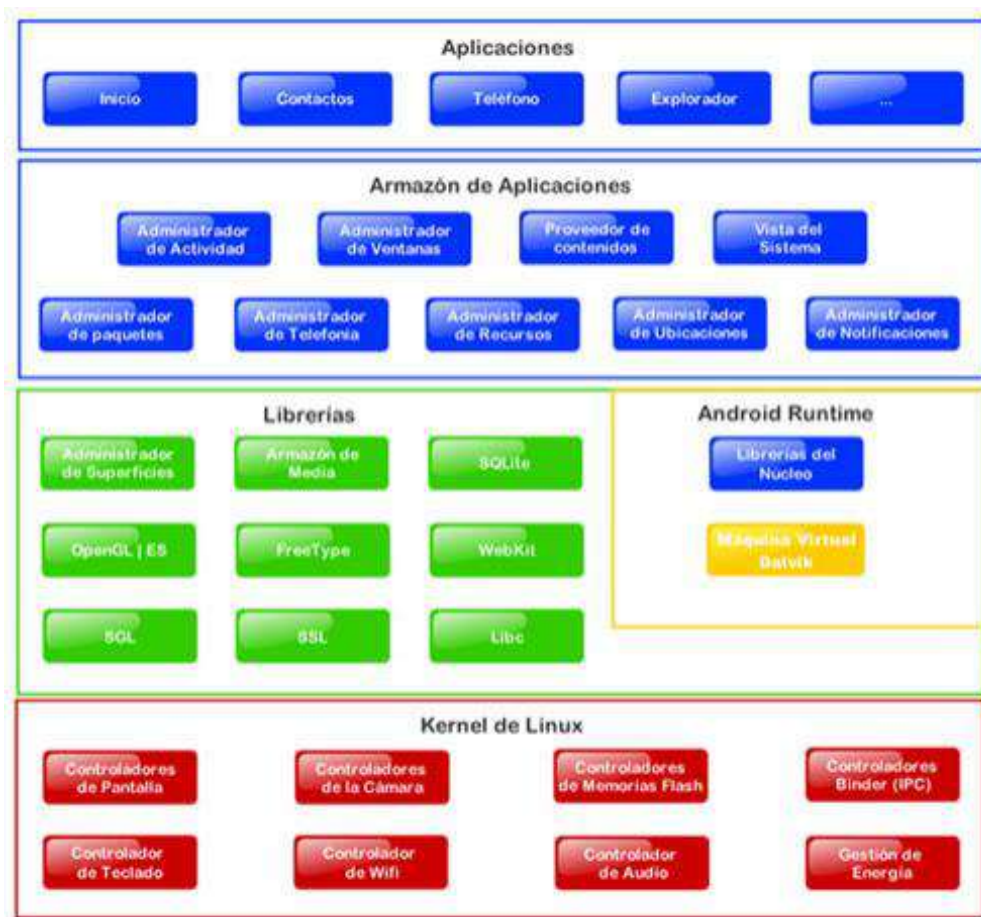 Aplicaciones
Inicio
Contactos
Teléfono
Explorador
...
Armazón de Aplicaciones
Administrador
de Actividad
Administrador
de Ventanas
Proveedor de
contenidos
Vista del
Sistema
Administrador
de paquetes
Administrador
de Telefonía
Administrador
de Recursos
Administrador
de Ubicaciones
Administrador
de Notificaciones
Librerías
Administrador
de Superficies
Armazón de
Media
SQLite
OpenGL | ES
FreeType
WebKit
SGL
SSL
Libc
Android Runtime
Librerías del
Núcleo
Máquina Virtual
Dalvik
Kernel de Linux
Controladores
de Pantalla
Controladores
de la Cámara
Controladores
de Memorias Flash
Controladores
Binder (IPC)
Controlador
de Teclado
Controlador
de Wifi
Controlador
de Audio
Gestión de
Energía